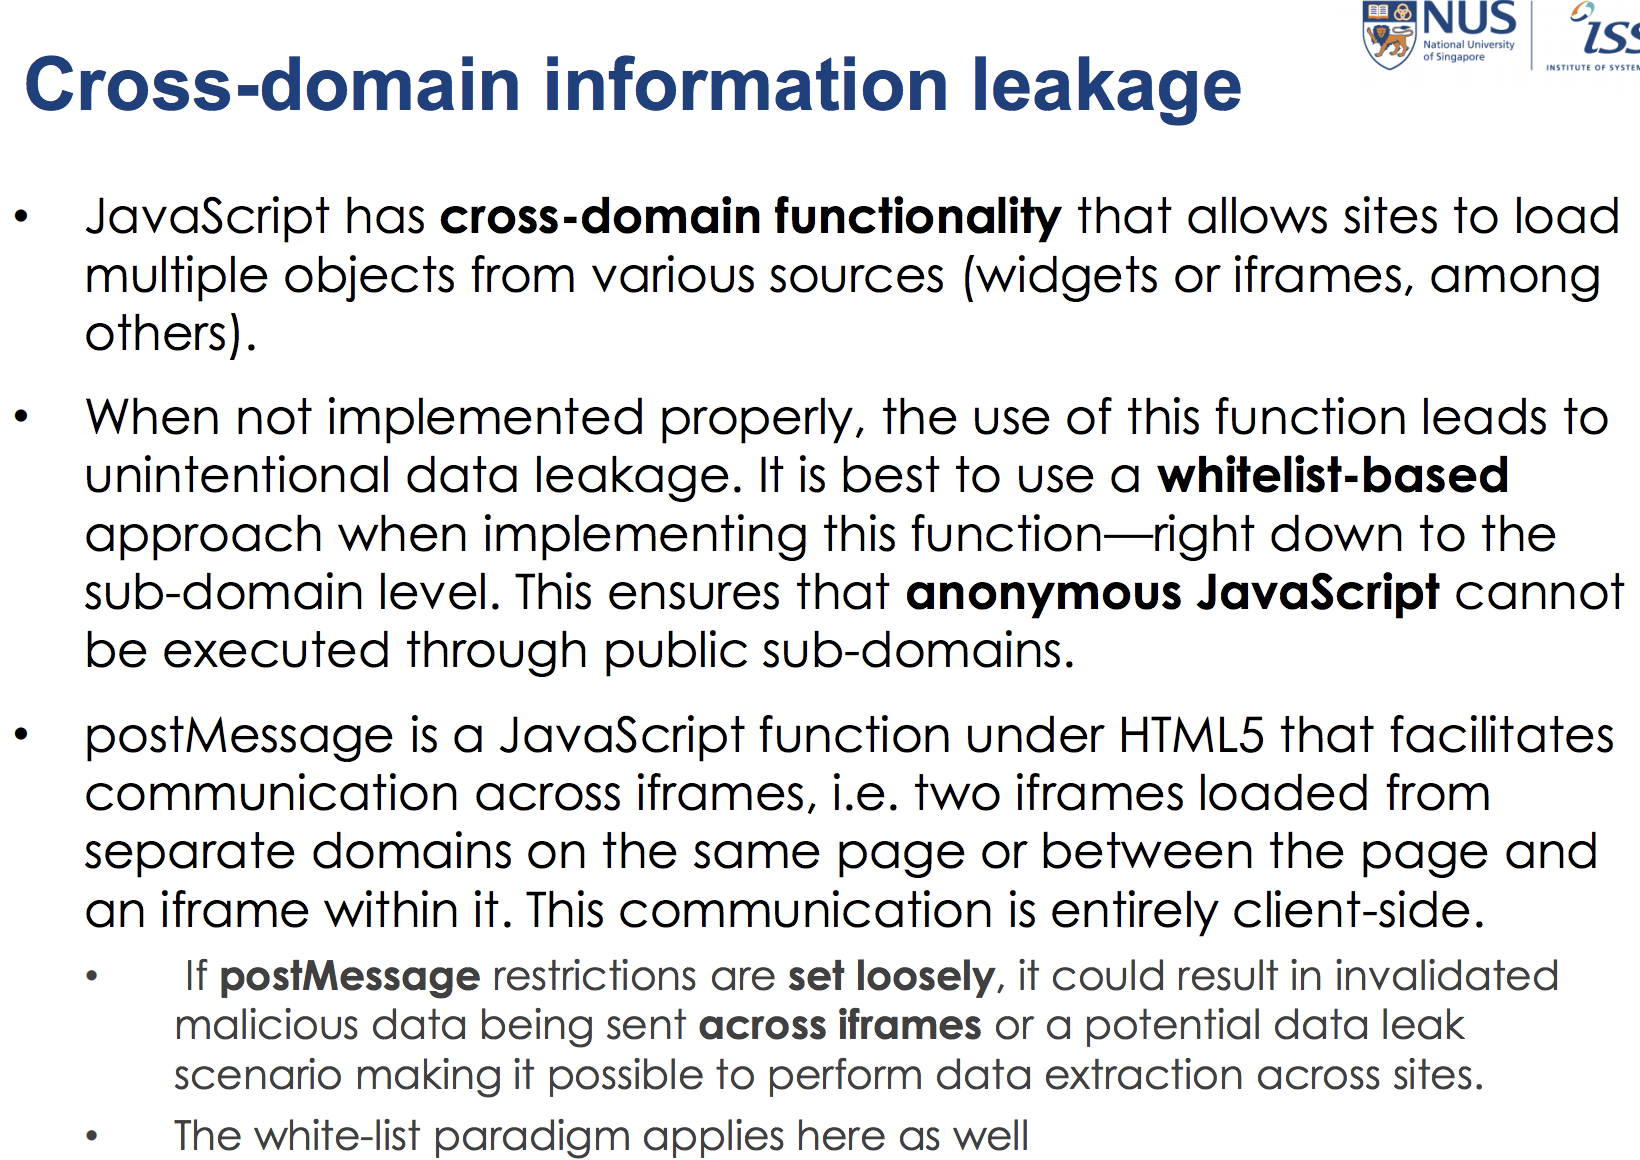 NUS
National University
of Singapore
iss
INSTITUTE OF SYSTEM
Cross-domain information leakage
• JavaScript has cross-domain functionality that allows sites to load
multiple objects from various sources (widgets or iframes, among
others).
• When not implemented properly, the use of this function leads to
unintentional data leakage. It is best to use a whitelist-based
approach when implementing this function—right down to the
sub-domain level. This ensures that anonymous JavaScript cannot
be executed through public sub-domains.
• postMessage is a JavaScript function under HTML5 that facilitates
communication across iframes, i.e. two iframes loaded from
separate domains on the same page or between the page and
an iframe within it. This communication is entirely client-side.
• If postMessage restrictions are set loosely, it could result in invalidated
malicious data being sent across iframes or a potential data leak
scenario making it possible to perform data extraction across sites.
• The white-list paradigm applies here as well